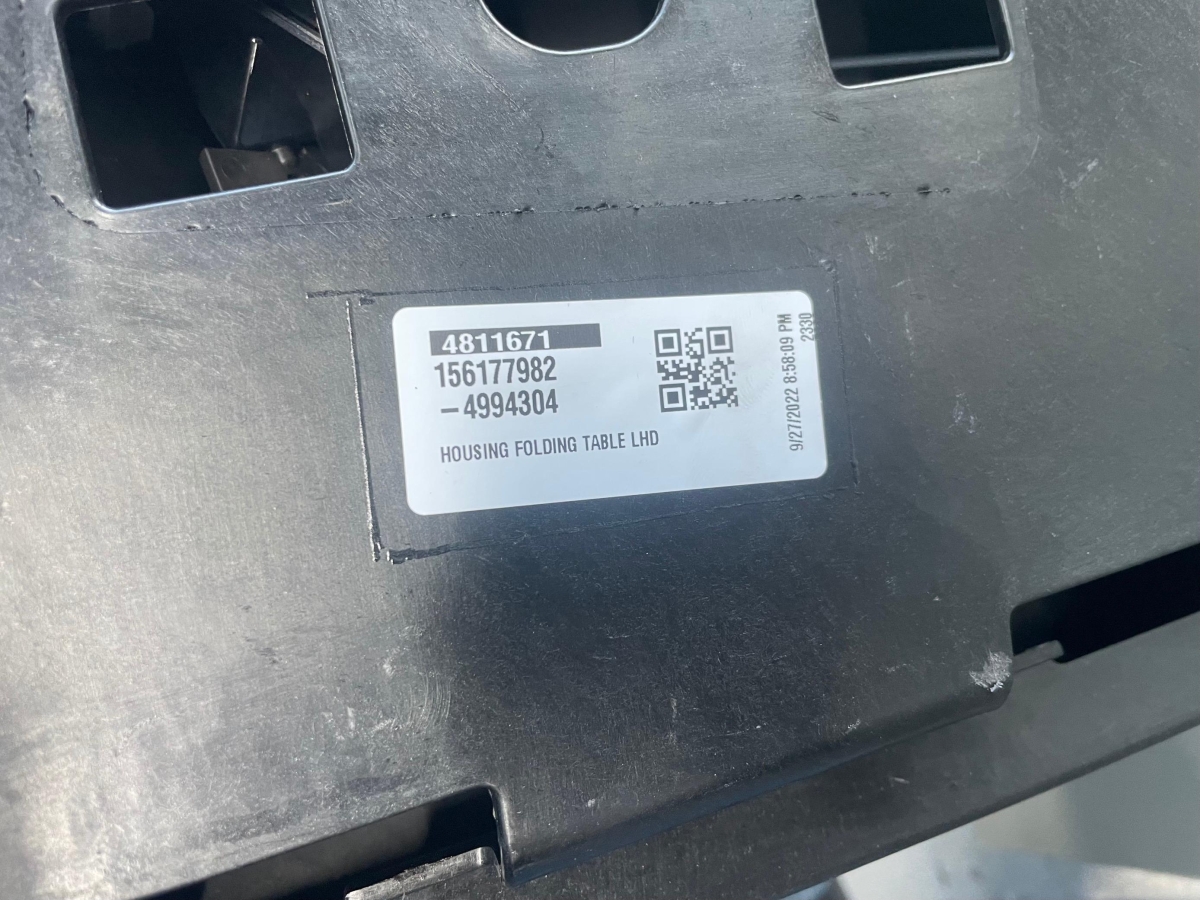 4811671
156177982
-4994304
HOUSING FOLDING TABLE LHD
9/27/2022 8:58:09 PM
2330